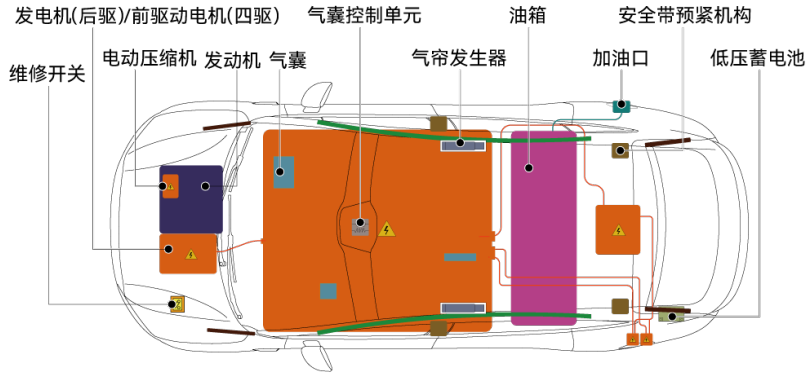 发电机(后驱)/前驱动电机(四驱)
气囊控制单元
油箱
安全带预紧机构
维修开关
电动压缩机
发动机
气囊
气帘发生器
加油口
低压蓄电池